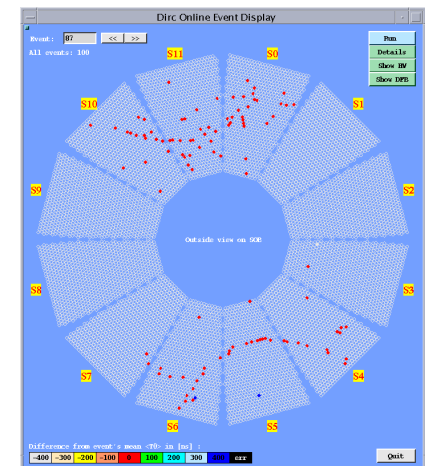 Dirc Online Event Display
Event: 87 << >>
Run
All events: 100
Details
Show HV
Show DFB
S11 S0
S10 S1
S9 S2
Outside view on SOB
S8 S3
S7 S4
S6 S5
Difference from event's mean <T0> in [ns] :
-400 -300 -200 -100 0 100 200 300 400 err
Quit